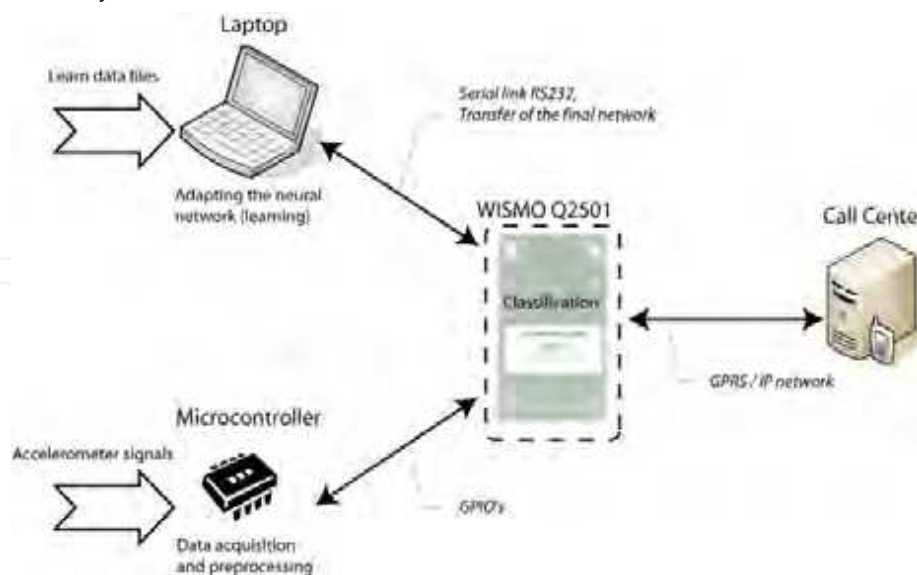 Laptop
Learn data files
Serial link RS232,
Transfer of the final network
Adapting the neural
network (learning)
WISMO Q2501
Call Cente
Classification
GPRS / IP network
Microcontroller
Accelerometer signals
GPIO's
Data acquisition
and preprocessing